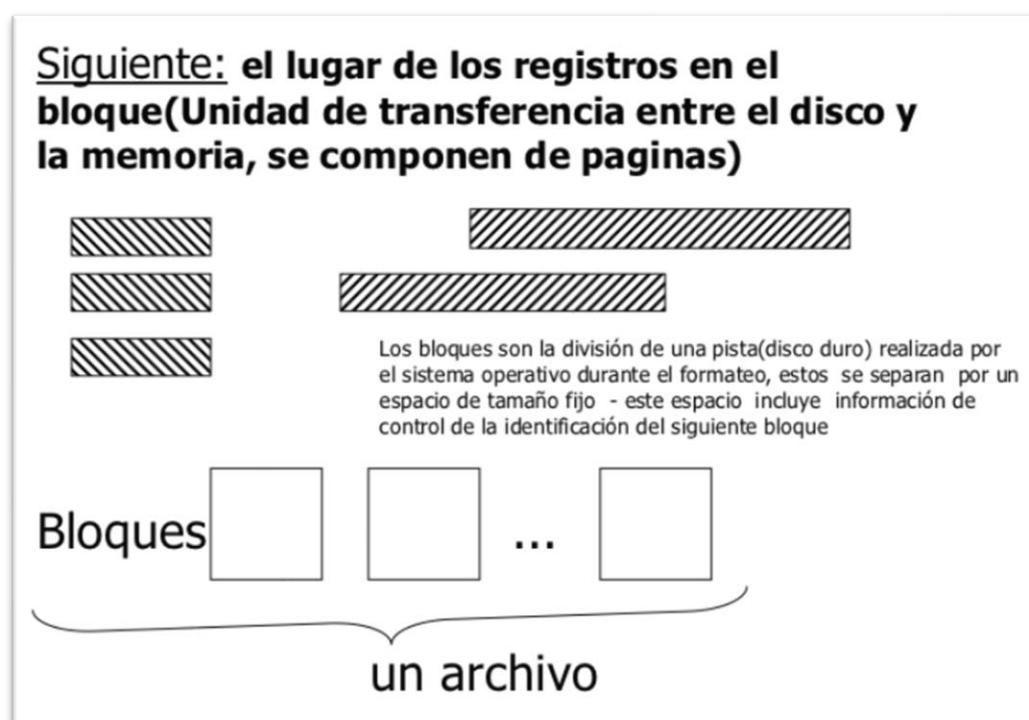 Siguiente: el lugar de los registros en el
bloque(Unidad de transferencia entre el disco y
la memoria, se componen de paginas)
Los bloques son la división de una pista(disco duro) realizada por
el sistema operativo durante el formateo, estos se separan por un
espacio de tamaño fijo - este espacio incluye información de
control de la identificación del siguiente bloque
Bloques
...
un archivo